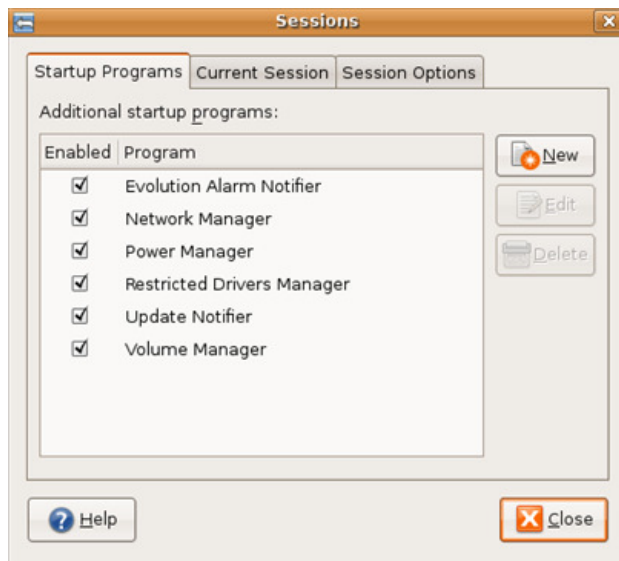 Sessions
Startup Programs Current Session Session Options
Additional startup programs:
Enabled Program
Evolution Alarm Notifier
Network Manager
Power Manager
Restricted Drivers Manager
Update Notifier
Volume Manager
New
Edit
Delete
Help
Close